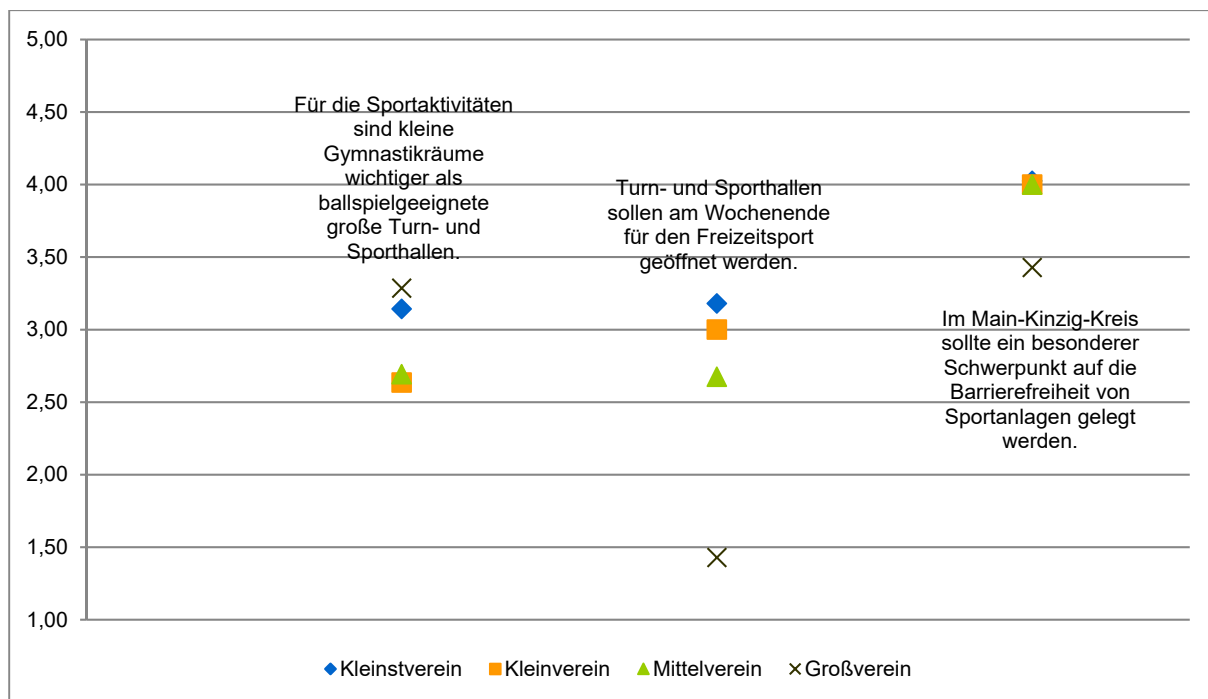 5,00
4,50
4,00
3,50
3,00
2,50
2,00
1,50
1,00
Für die Sportaktivitäten
sind kleine
Gymnastikräume
wichtiger als
ballspielgeeignete
große Turn- und
Sporthallen.
Turn- und Sporthallen
sollen am Wochenende
für den Freizeitsport
geöffnet werden.
Im Main-Kinzig-Kreis
sollte ein besonderer
Schwerpunkt auf die
Barrierefreiheit von
Sportanlagen gelegt
werden.
Kleinstverein Kleinverein Mittelverein Großverein